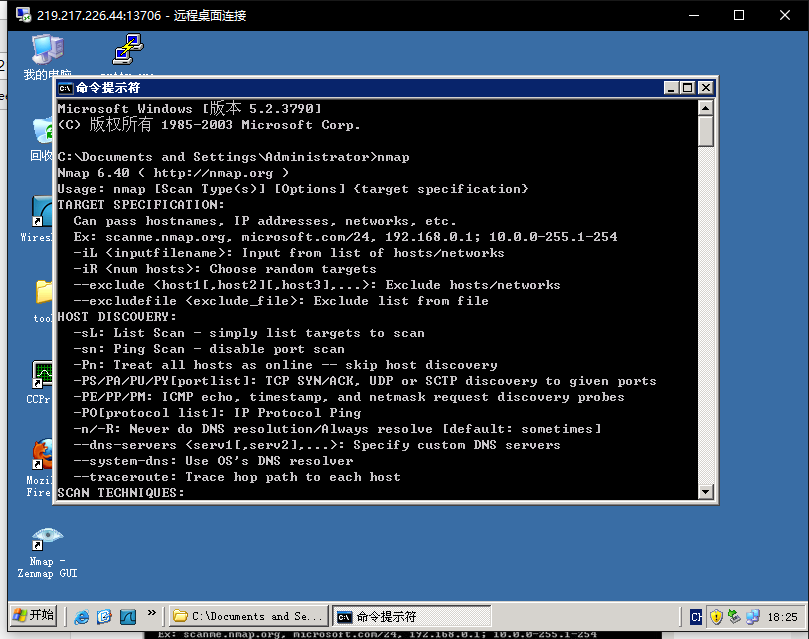 219.217.226.44:13706 - 远程桌面连接
我的电脑
命令提示符
Microsoft Windows [版本 5.2.3790]
(C) 版权所有 1985-2003 Microsoft Corp.
C:\Documents and Settings\Administrator>nmap
Nmap 6.40 ( http://nmap.org )
Usage: nmap [Scan Type(s)] [Options] {target specification}
TARGET SPECIFICATION:
Can pass hostnames, IP addresses, networks, etc.
Ex: scanme.nmap.org, microsoft.com/24, 192.168.0.1; 10.0.0-255.1-254
-iL <inputfilename>: Input from list of hosts/networks
-iR <num hosts>: Choose random targets
--exclude <host1[,host2][,host3],...>: Exclude hosts/networks
--excludefile <exclude_file>: Exclude list from file
HOST DISCOVERY:
-sL: List Scan - simply list targets to scan
-sn: Ping Scan - disable port scan
-Pn: Treat all hosts as online -- skip host discovery
-PS/PA/PU/PY[portlist]: TCP SYN/ACK, UDP or SCTP discovery to given ports
-PE/PP/PM: ICMP echo, timestamp, and netmask request discovery probes
-PO[protocol list]: IP Protocol Ping
-n/-R: Never do DNS resolution/Always resolve [default: sometimes]
--dns-servers <serv1[,serv2],...>: Specify custom DNS servers
--system-dns: Use OS's DNS resolver
--traceroute: Trace hop path to each host
SCAN TECHNIQUES:
回收
Wires
too
CCPr
Mozil
Fire
Nmap -
Zenmap GUI
开始
C:\Documents and Se...
命令提示符
CH
18:25
Ex: scanme.nmap.org, microsoft.com/24, 192.168.0.1; 10.0.0-255.1-254